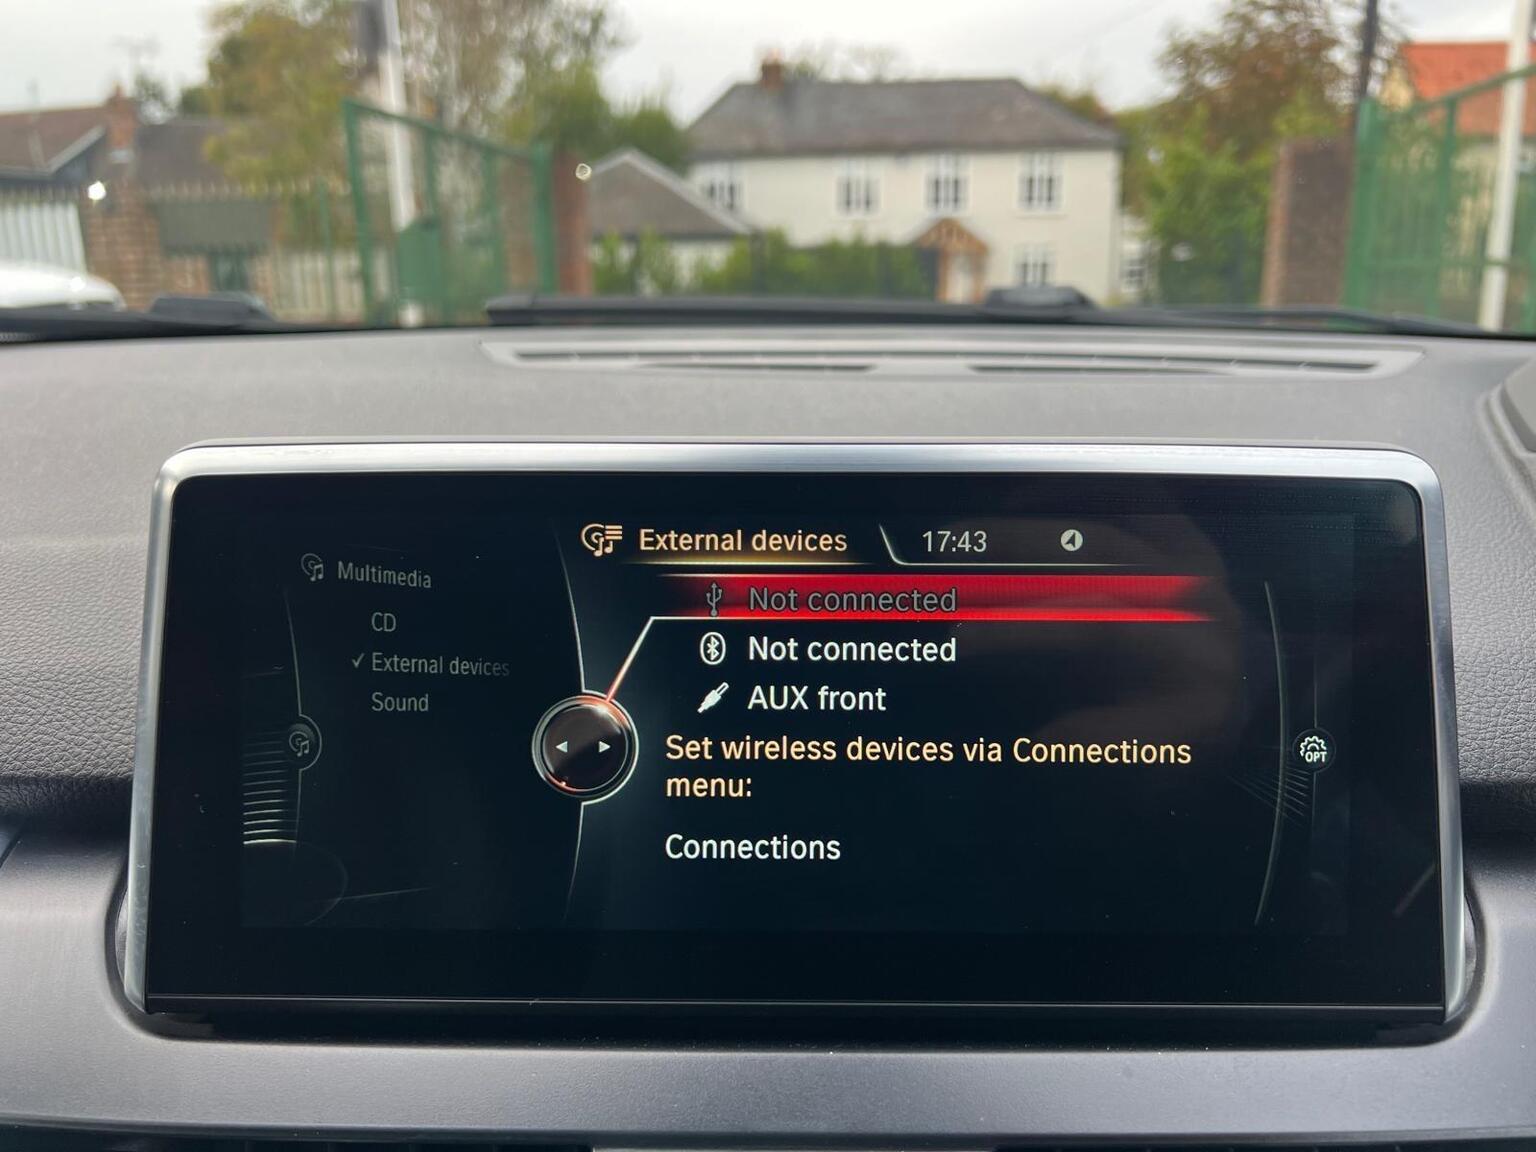 External devices
17:43
Multimedia
CD
External devices
Sound
Not connected
Not connected
AUX front
Set wireless devices via Connections
menu:
Connections
OPT